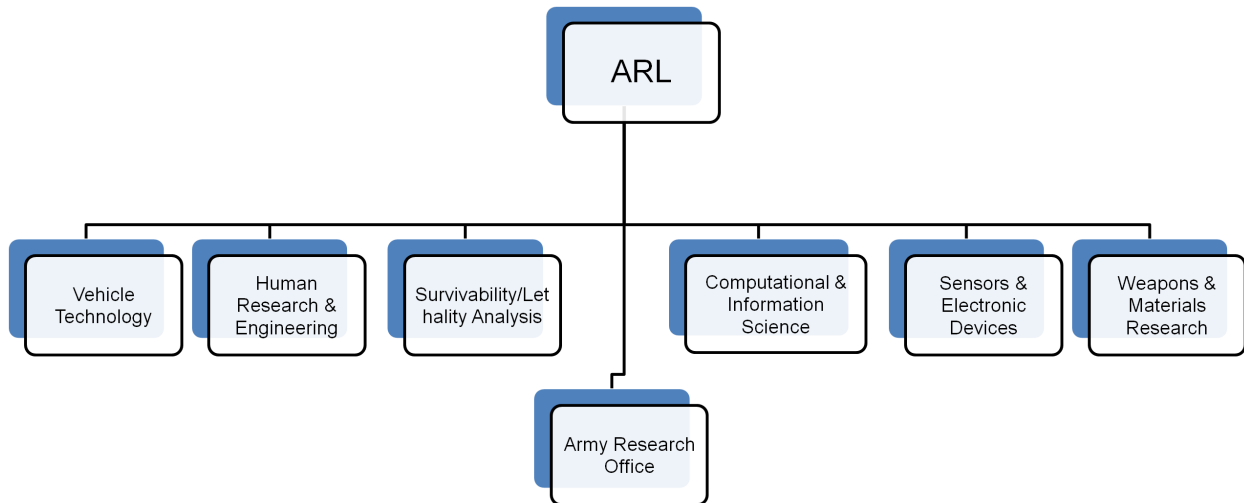 ARL
Vehicle
Technology
Human
Research &
Engineering
Survivability/Let
hality Analysis
Computational &
Information
Science
Sensors &
Electronic
Devices
Weapons &
Materials
Research
Army Research
Office